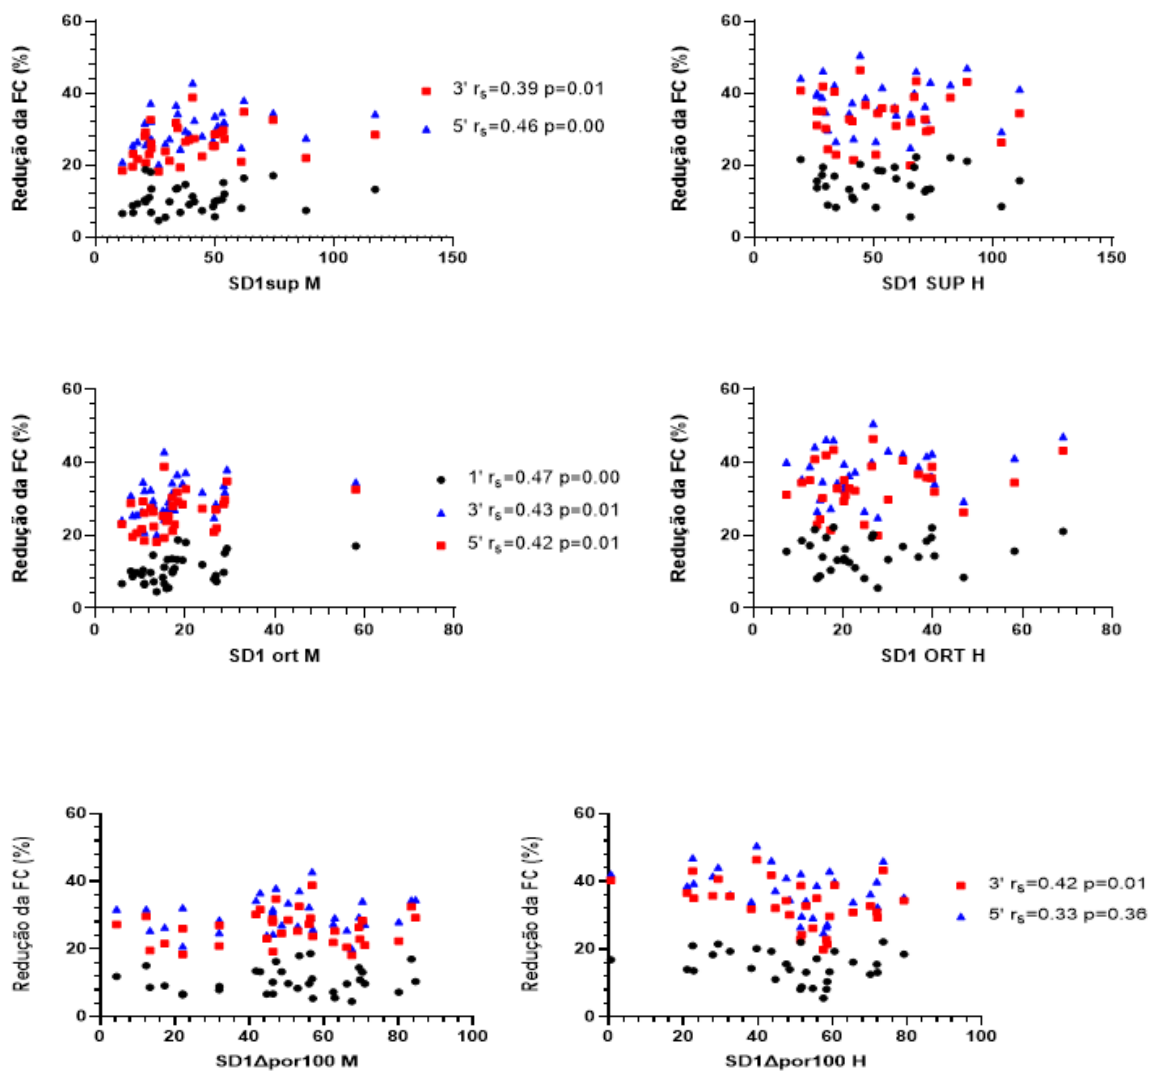 Redução da FC (%)
60
40
20
0
0 50 100 150
SD1sup M
3' rs=0.39 p=0.01
5' rs=0.46 p=0.00
Redução da FC (%)
60
40
20
0
0 50 100 150
SD1 SUP H
Redução da FC (%)
60
40
20
0
0 20 40 60 80
SD1 ort M
1' rs=0.47 p=0.00
3' rs=0.43 p=0.01
5' rs=0.42 p=0.01
Redução da FC (%)
60
40
20
0
0 20 40 60 80
SD1 ORT H
Redução da FC (%)
60
40
20
0
0 20 40 60 80 100
SD1Δpor100 M
Redução da FC (%)
60
40
20
0
0 20 40 60 80 100
SD1Δpor100 H
3' rs=0.42 p=0.01
5' rs=0.33 p=0.36